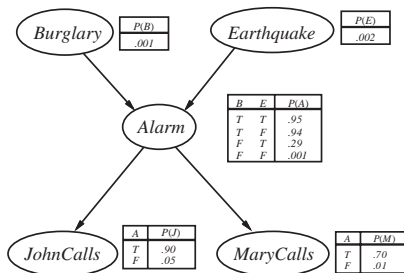 Burglary
P(B)
.001
Earthquake
P(E)
.002
Alarm
B E P(A)
T T .95
T F .94
F T .29
F F .001
JohnCalls
A P(J)
T .90
F .05
MaryCalls
A P(M)
T .70
F .01